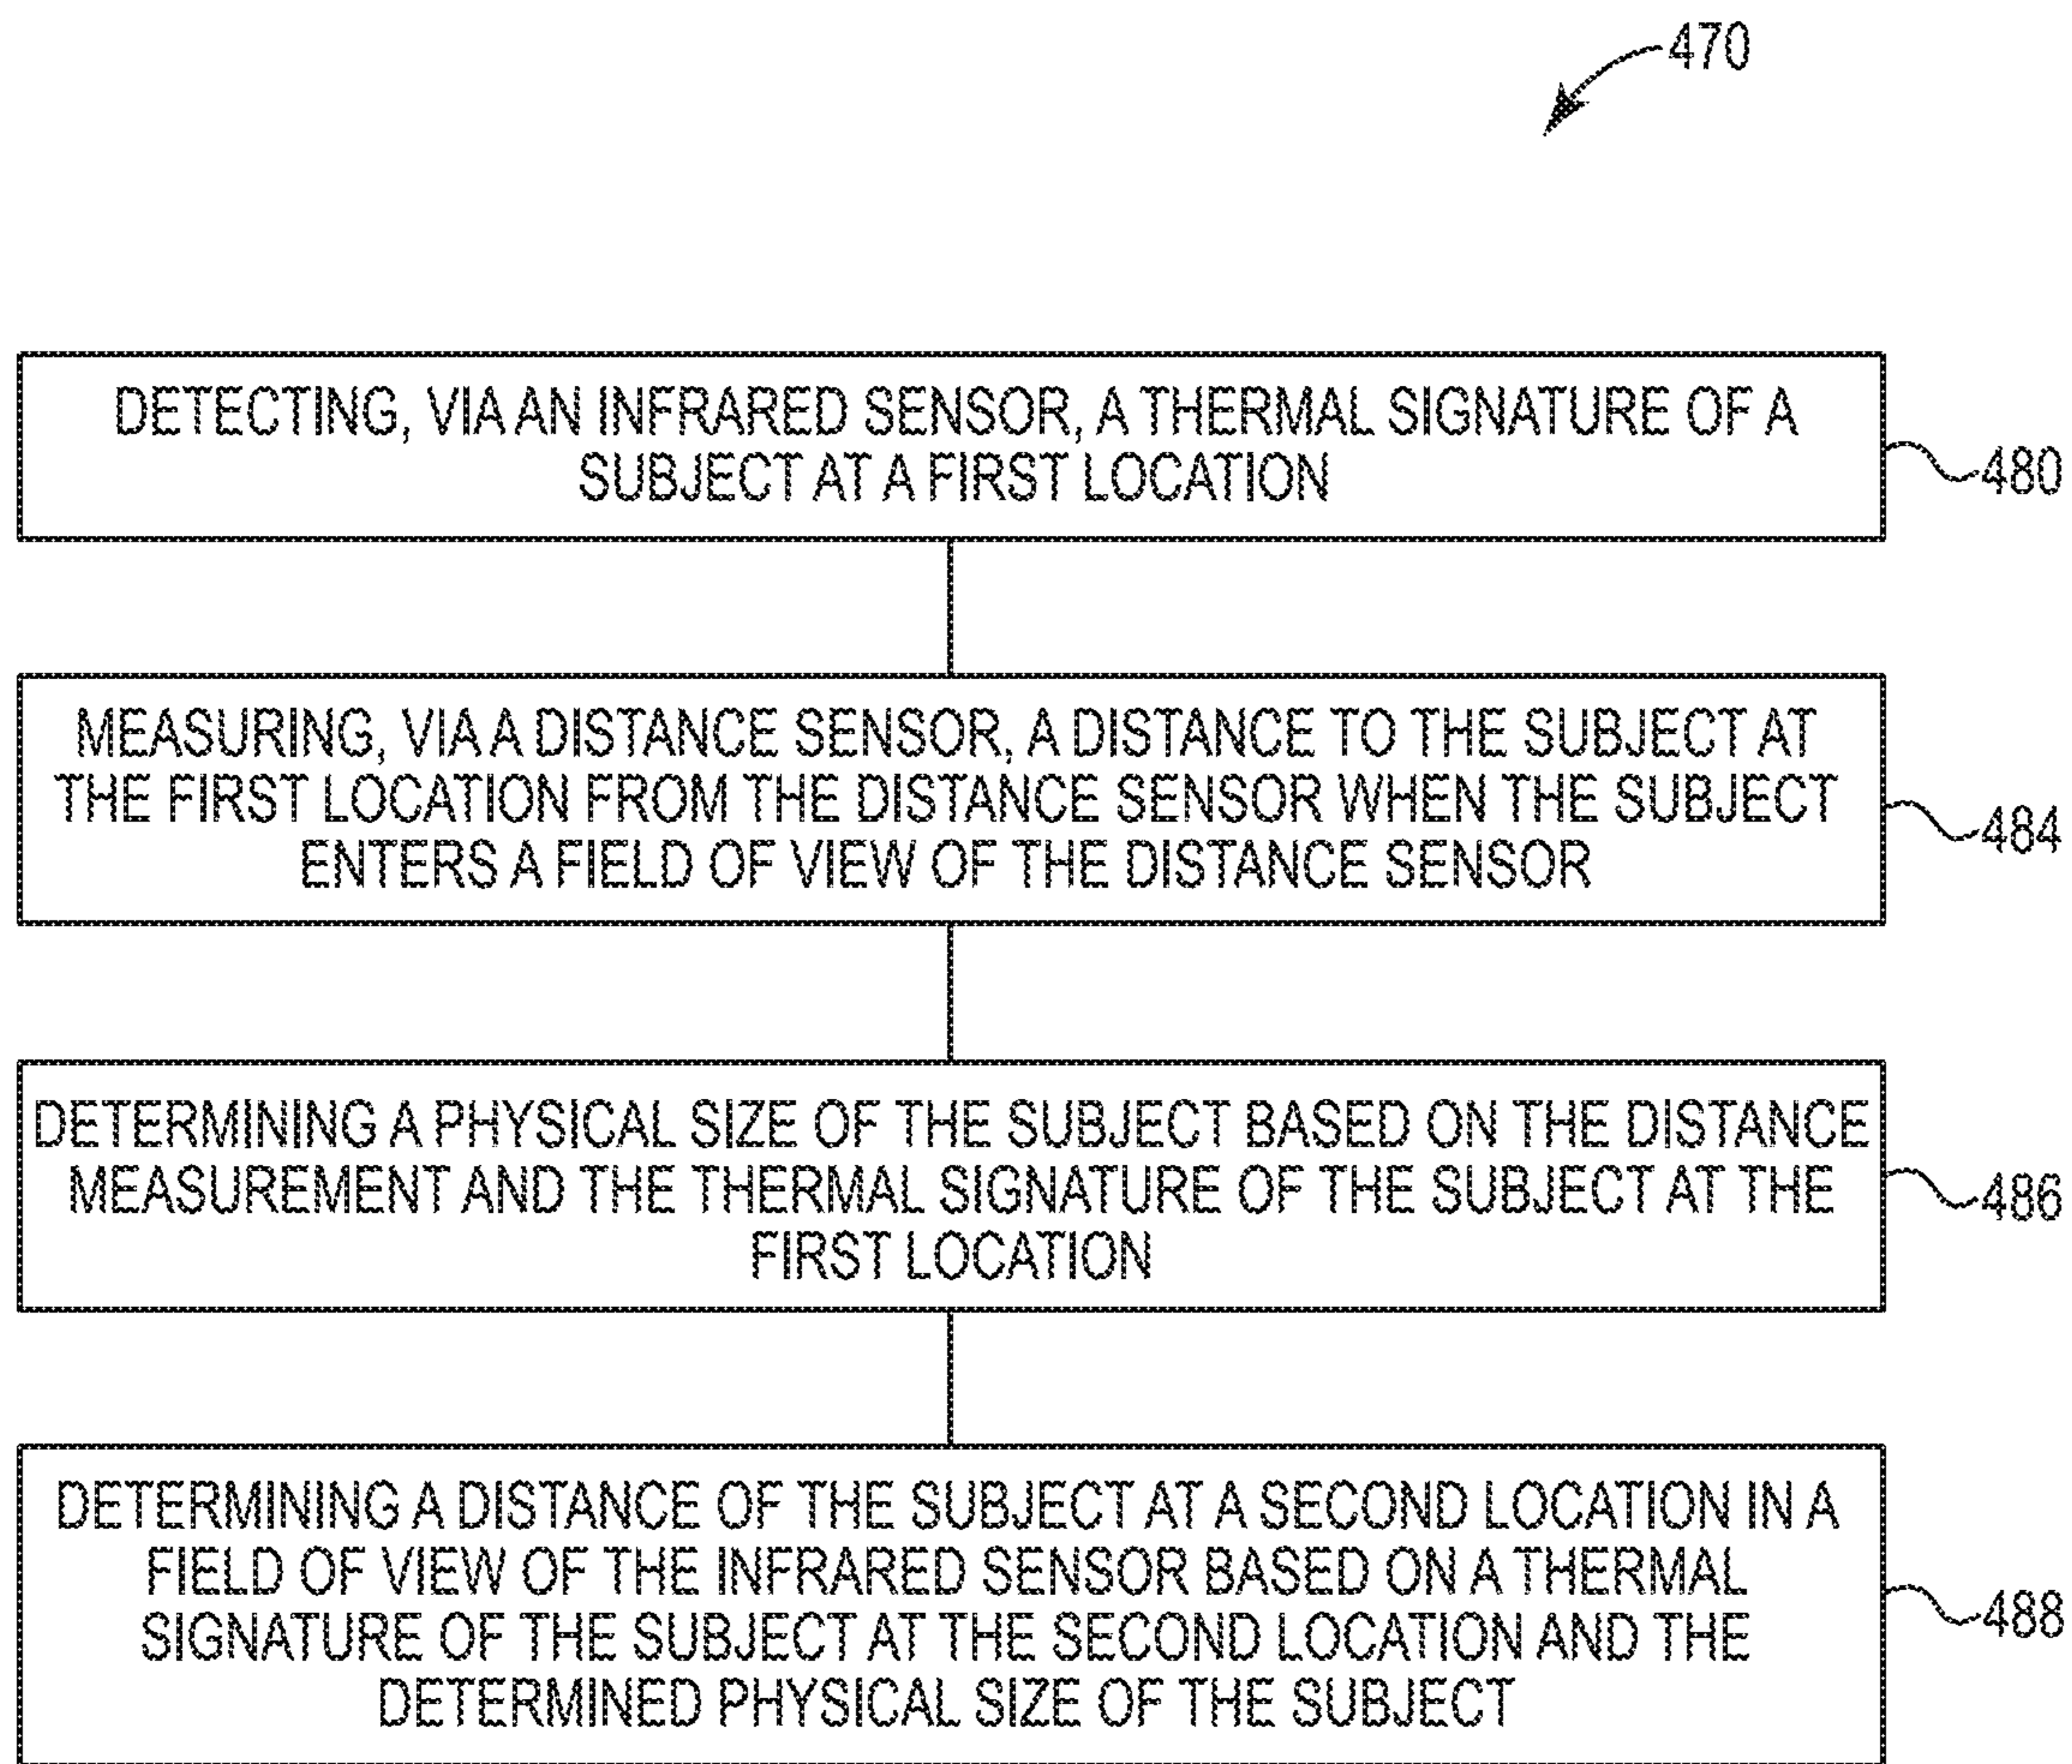 470
DETECTING, VIA AN INFRARED SENSOR, A THERMAL SIGNATURE OF A
SUBJECT AT A FIRST LOCATION
480
MEASURING, VIA A DISTANCE SENSOR, A DISTANCE TO THE SUBJECT AT
THE FIRST LOCATION FROM THE DISTANCE SENSOR WHEN THE SUBJECT
ENTERS A FIELD OF VIEW OF THE DISTANCE SENSOR
484
DETERMINING A PHYSICAL SIZE OF THE SUBJECT BASED ON THE DISTANCE
MEASUREMENT AND THE THERMAL SIGNATURE OF THE SUBJECT AT THE
FIRST LOCATION
486
DETERMINING A DISTANCE OF THE SUBJECT AT A SECOND LOCATION IN A
FIELD OF VIEW OF THE INFRARED SENSOR BASED ON A THERMAL
SIGNATURE OF THE SUBJECT AT THE SECOND LOCATION AND THE
DETERMINED PHYSICAL SIZE OF THE SUBJECT
488